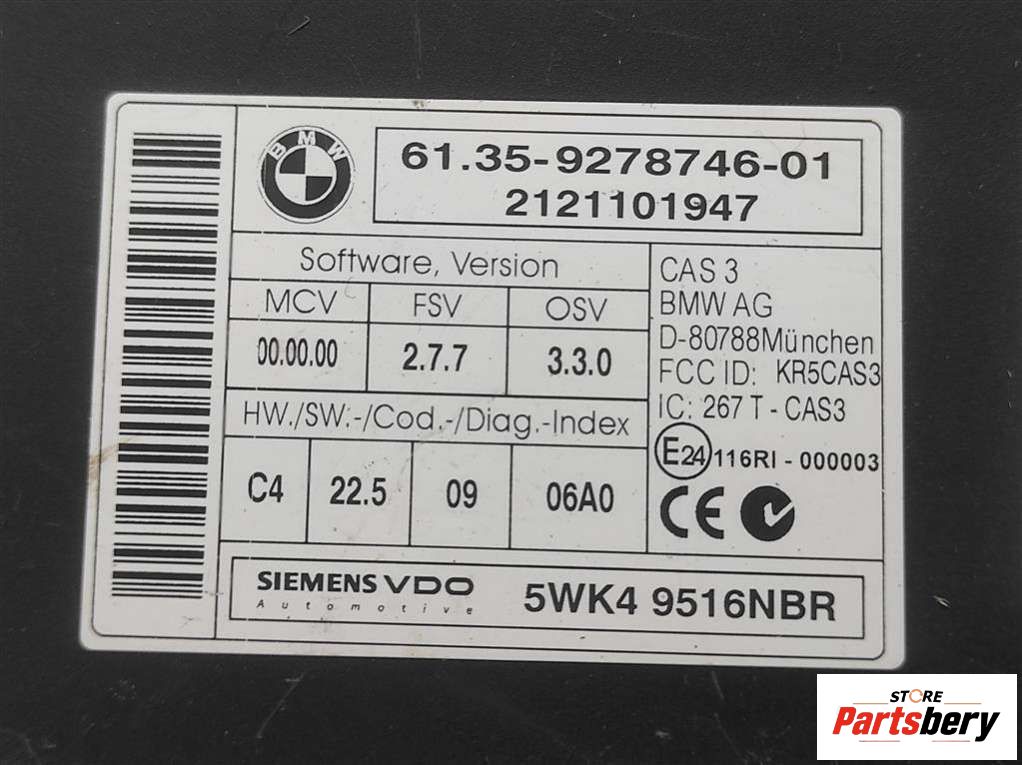 BMW
61.35-9278746-01
2121101947
Software, Version
MCV FSV OSV
00.00.00 2.7.7 3.3.0
HW./SW.-/Cod.-/Diag.-Index
C4 22.5 09 06A0
CAS 3
BMW AG
D-80788München
FCC ID: KR5CAS3
IC: 267 T - CAS3
E24 116RI - 000003
CE
SIEMENS VDO
Automotive
5WK4 9516NBR
STORE
Partsbery